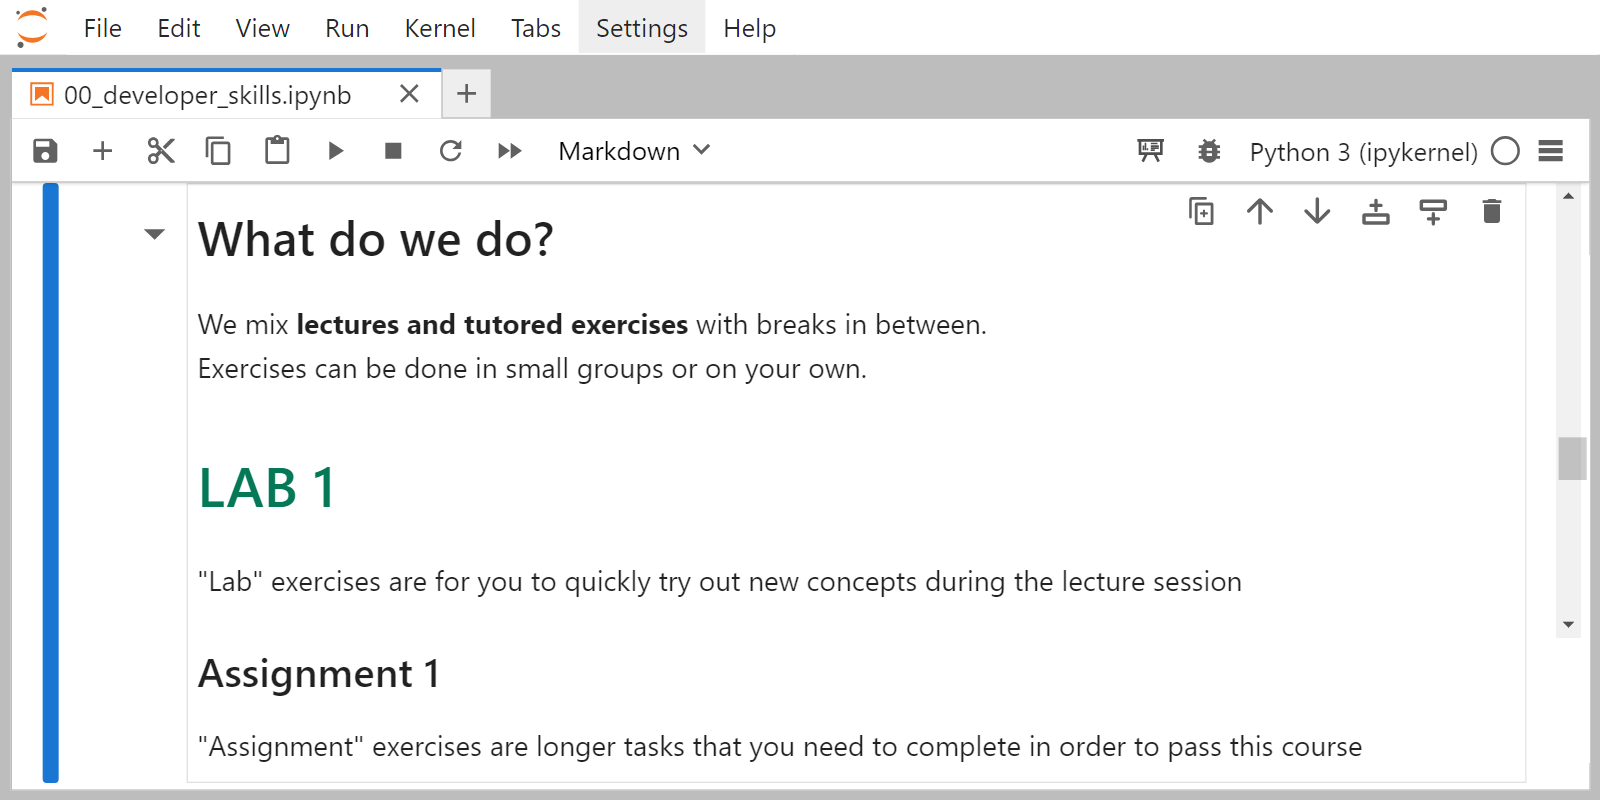 File Edit View Run Kernel Tabs Settings Help
00_developer_skills.ipynb
Markdown
Python 3 (ipykernel)
What do we do?
We mix lectures and tutored exercises with breaks in between.
Exercises can be done in small groups or on your own.
LAB 1
"Lab" exercises are for you to quickly try out new concepts during the lecture session
Assignment 1
"Assignment" exercises are longer tasks that you need to complete in order to pass this course